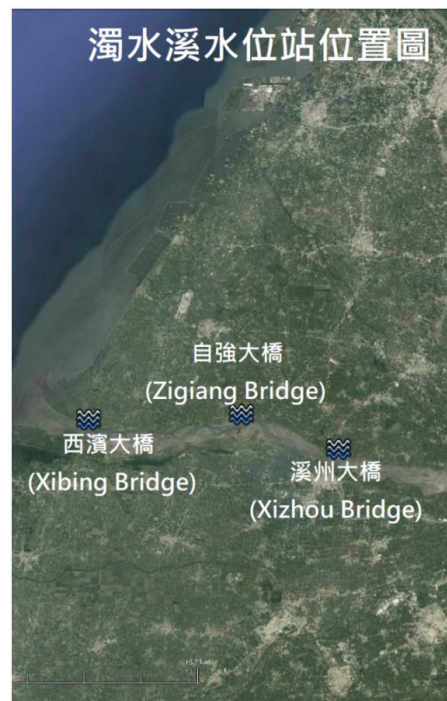 濁水溪水位站位置圖
自強大橋
(Zigiang Bridge)
西濱大橋
(Xibing Bridge)
溪州大橋
(Xizhou Bridge)